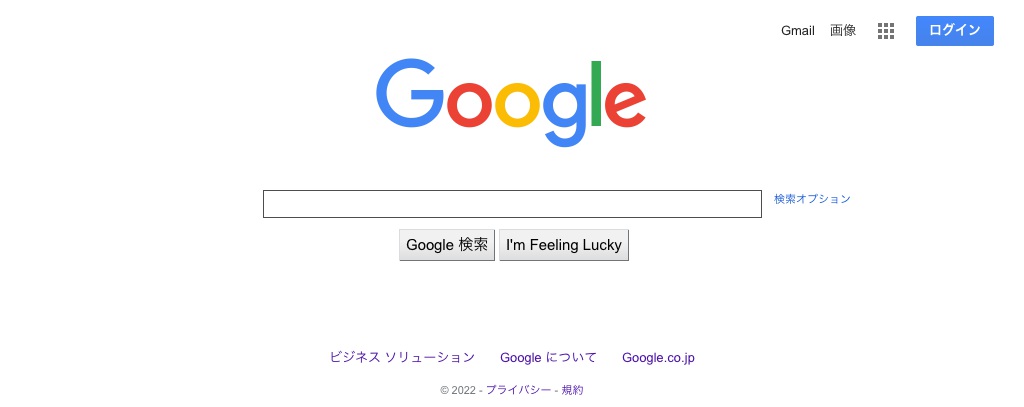 Gmail 画像 ログイン
Google
検索オプション
Google 検索 I'm Feeling Lucky
ビジネス ソリューション Google について Google.co.jp
© 2022 - プライバシー - 規約